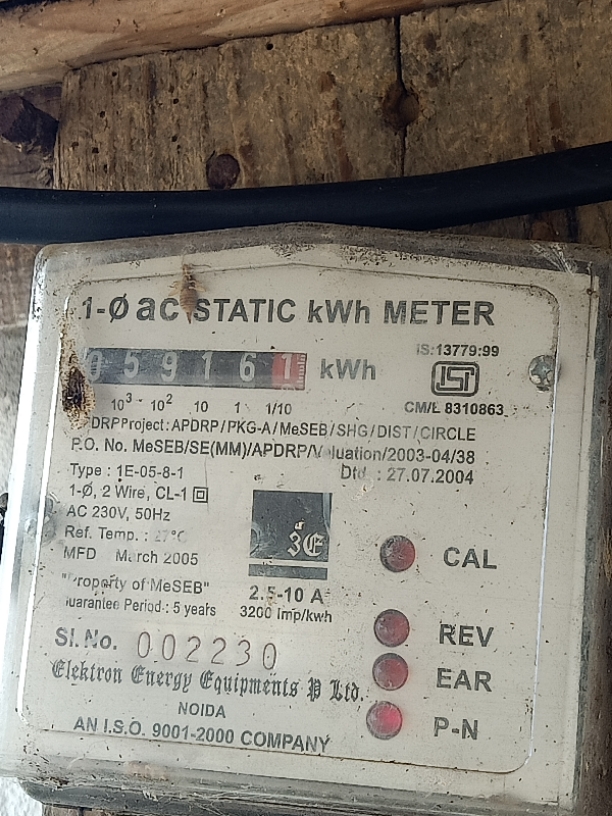 1-Ø ac STATIC kWh METER
059161 kWh
10³ 10² 10 1 1/10
IS:13779:99
ISI
CM/L 8310863
Project: APDRP/PKG-A/MeSEB/SHG/DIST/CIRCLE
P.O. No. MeSEB/SE(MM)/APDRP/ /2003-04/38
Dtd : 27.07.2004
Type : 1E-05-8-1
1-Ø, 2 Wire, CL-1
AC 230V, 50Hz
Ref. Temp. : 27°C
MFD March 2005
"Property of MeSEB"
Guarantee Period : 5 years
3E
2.5-10 A
3200 imp/kwh
CAL
REV
EAR
P-N
Sl. No. 002230
Elektron Energy Equipments P Ltd.
NOIDA
AN I.S.O. 9001-2000 COMPANY